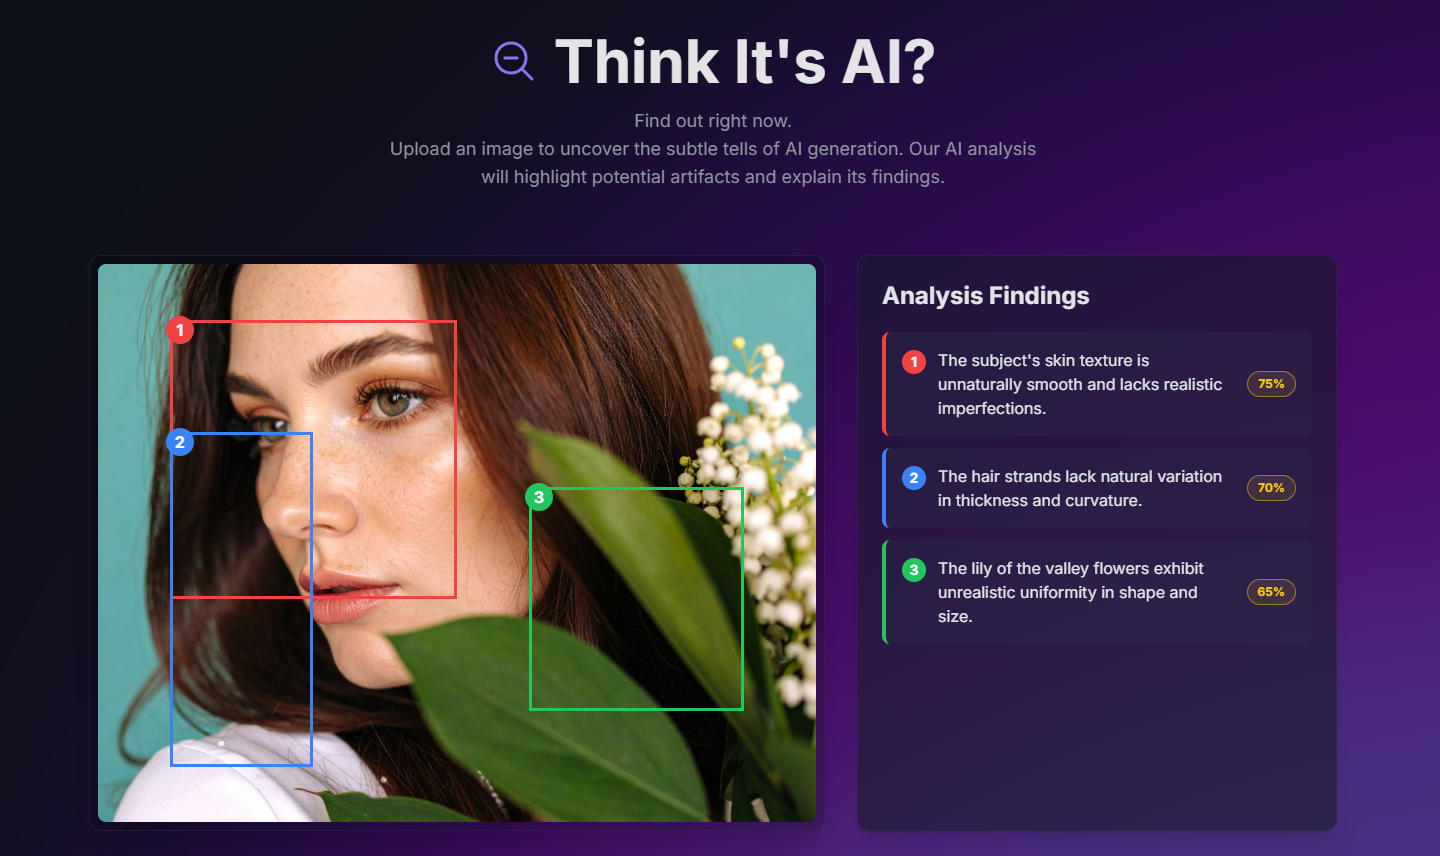 Think It's AI?
Find out right now.
Upload an image to uncover the subtle tells of AI generation. Our AI analysis
will highlight potential artifacts and explain its findings.
1
2
3
Analysis Findings
1
The subject's skin texture is
unnaturally smooth and lacks realistic
imperfections.
75%
2
The hair strands lack natural variation
in thickness and curvature.
70%
3
The lily of the valley flowers exhibit
unrealistic uniformity in shape and
size.
65%